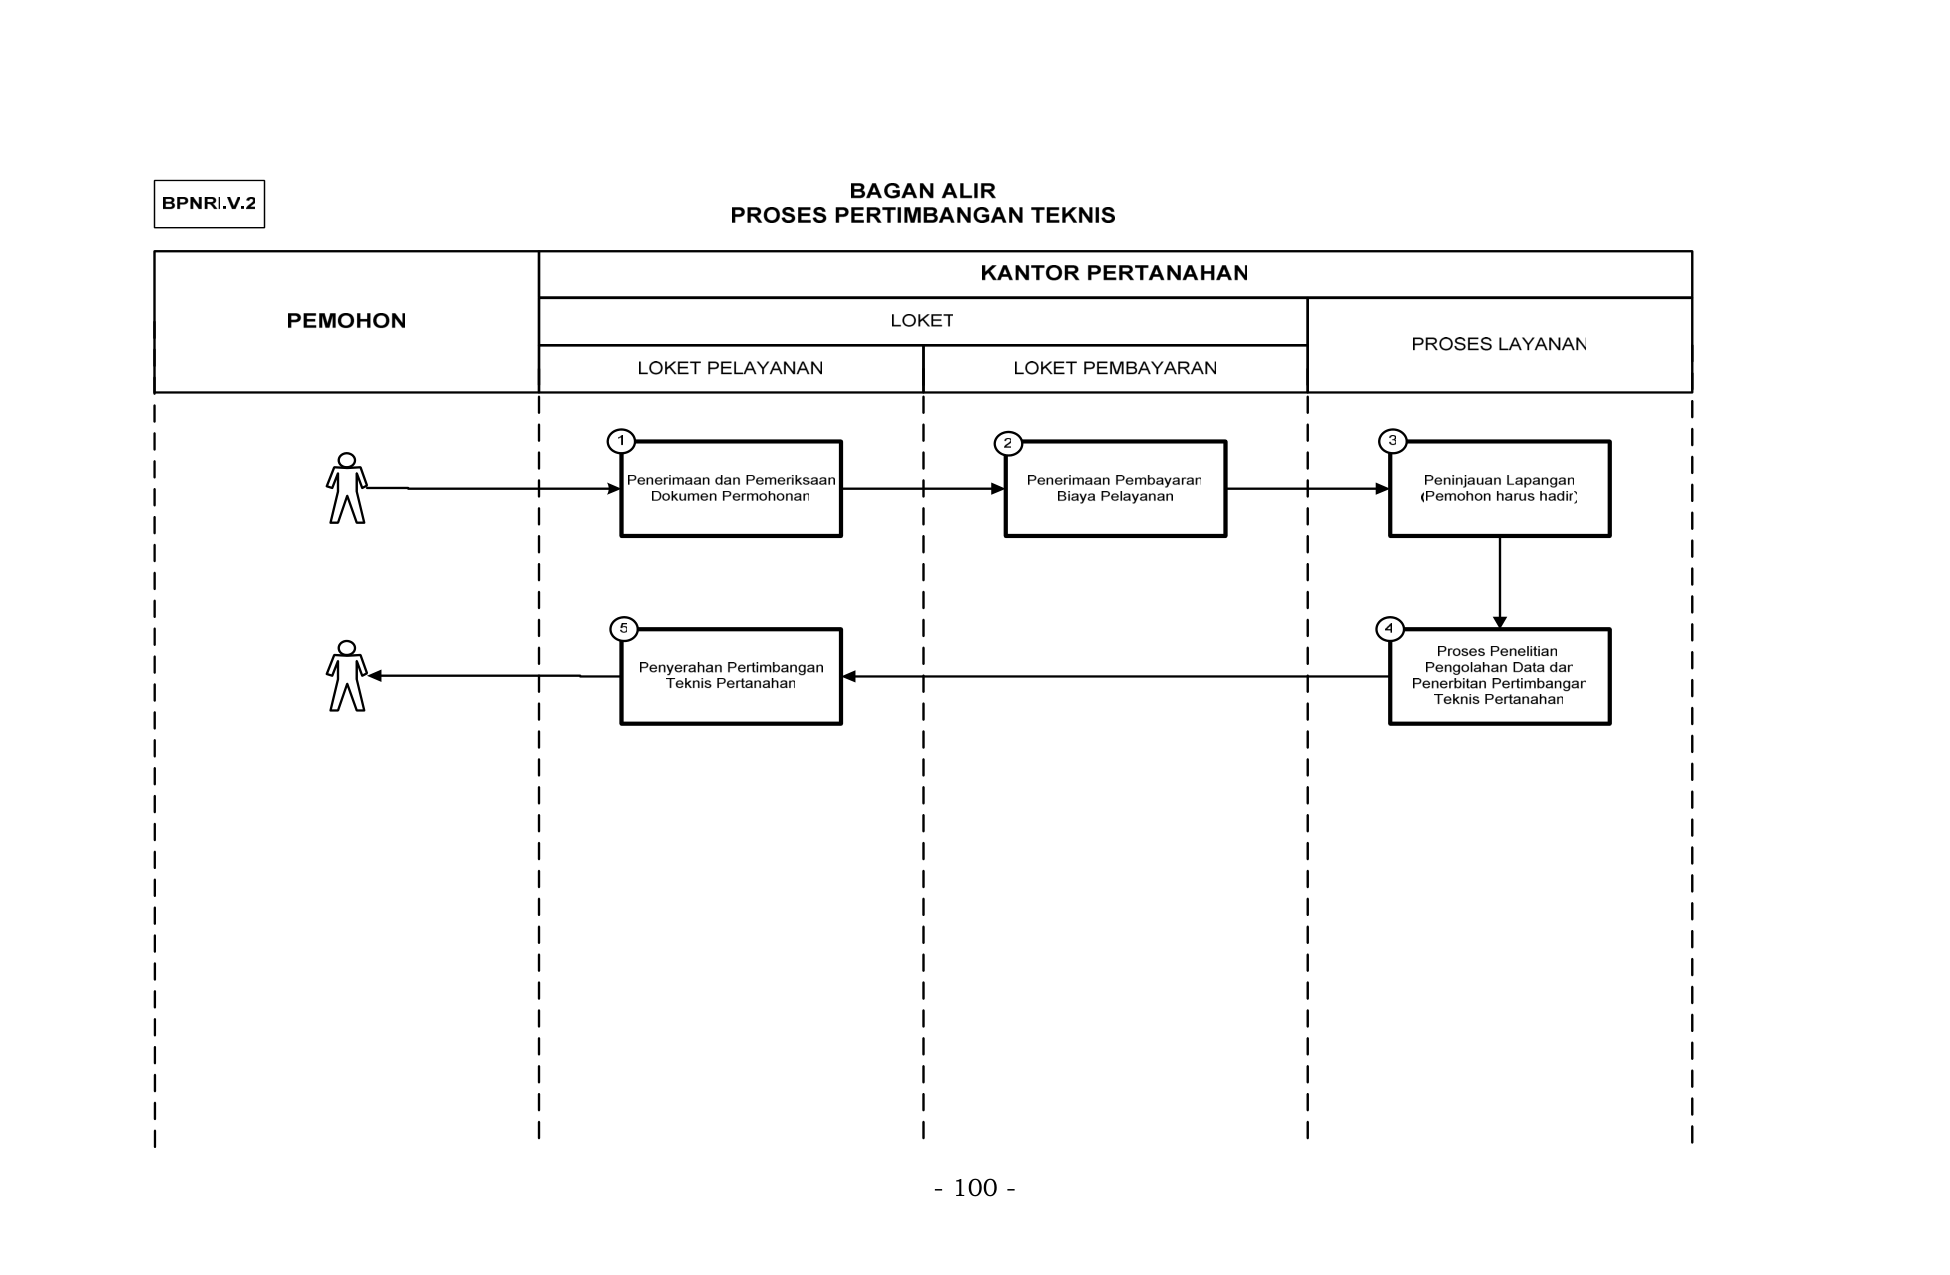 BPNRI.V.2
BAGAN ALIR
PROSES PERTIMBANGAN TEKNIS
PEMOHON
KANTOR PERTANAHAN
LOKET
PROSES LAYANAN
LOKET PELAYANAN
LOKET PEMBAYARAN
1
Penerimaan dan Pemeriksaan
Dokumen Permohonan
2
Penerimaan Pembayaran
Biaya Pelayanan
3
Peninjauan Lapangan
(Pemohon harus hadir)
4
Proses Penelitian
Pengolahan Data dan
Penerbitan Pertimbangan
Teknis Pertanahan
5
Penyerahan Pertimbangan
Teknis Pertanahan
- 100 -